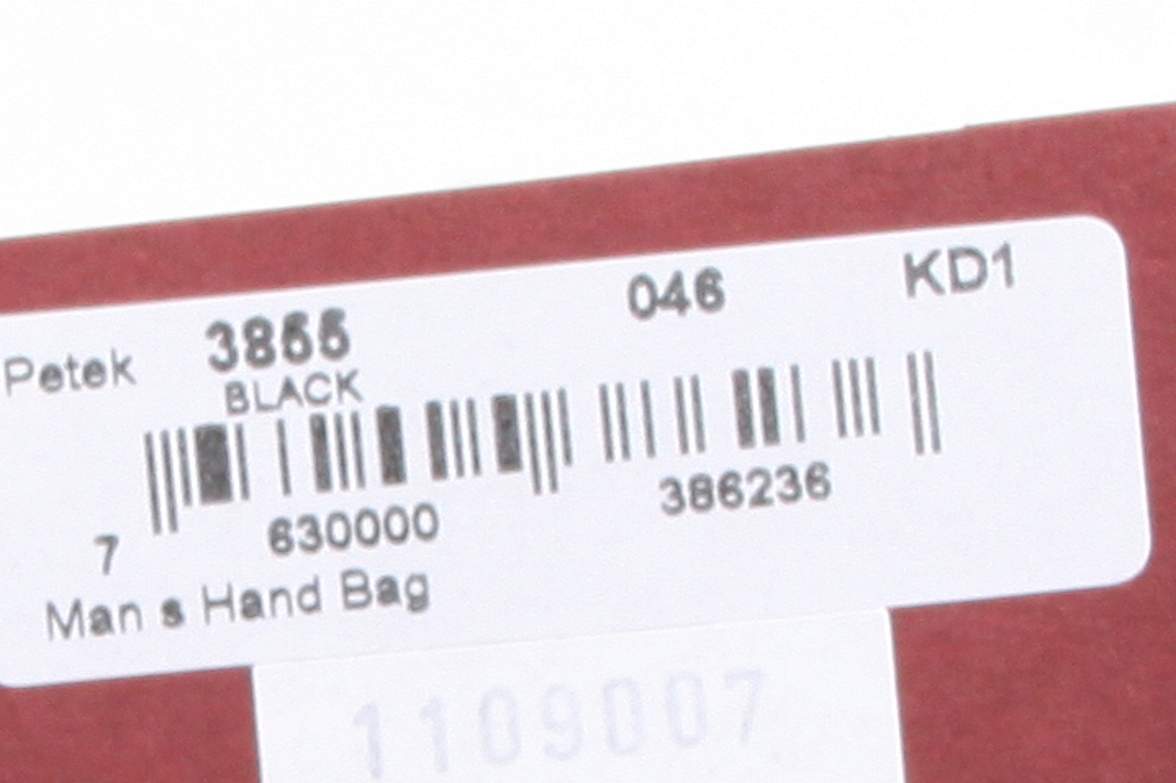 Petek 3855 046 KD1
BLACK
7 630000 386236
Man s Hand Bag
1109007